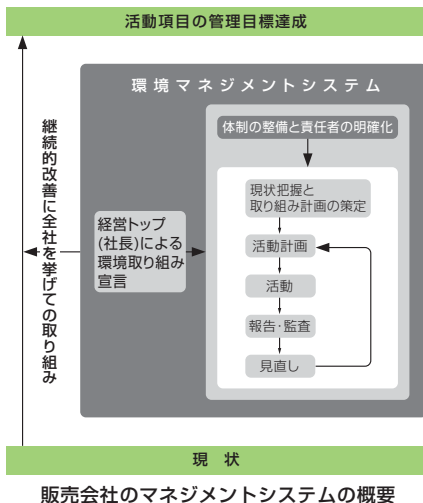 活動項目の管理目標達成
環境マネジメントシステム
体制の整備と責任者の明確化
継続的改善に全社を挙げての取り組み
現状把握と
取り組み計画の策定
経営トップ
(社長)による
環境取り組み
宣言
活動計画
活動
報告・監査
見直し
現 状
販売会社のマネジメントシステムの概要